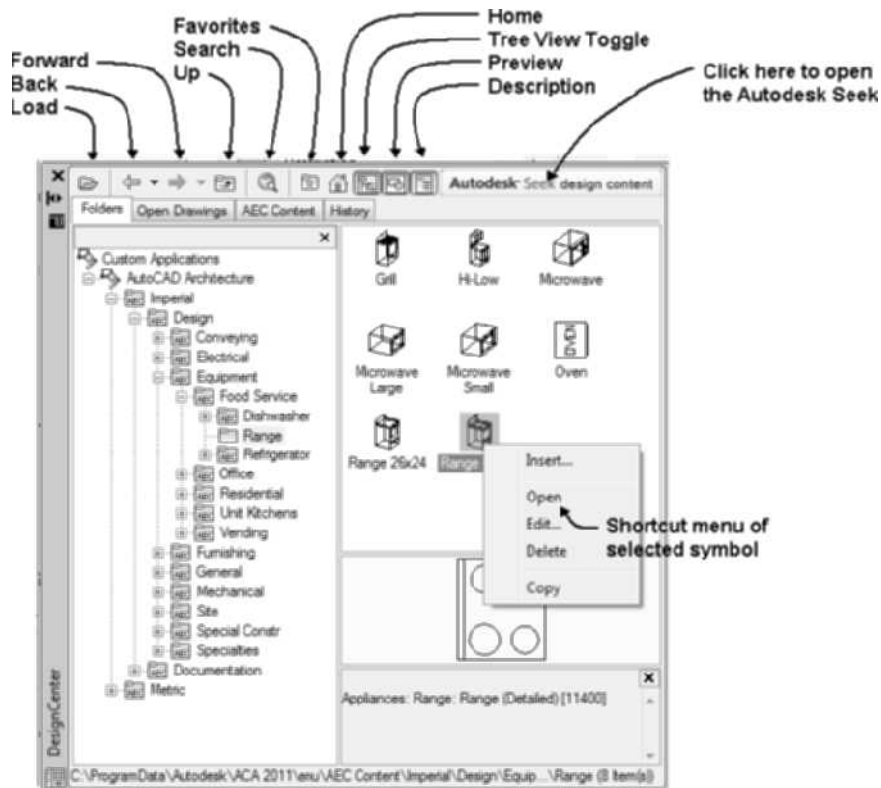 Home
Favorites
Tree View Toggle
Search
Preview
Forward
Up
Description
Back
Load
Click here to open
the Autodesk Seek
Autodesk Seek design content
Folders
Open Drawings
AEC Content
History
Custom Applications
AutoCAD Architecture
Imperial
Design
Conveying
Electrical
Equipment
Food Service
Dishwasher
Range
Refrigerator
Office
Residential
Unit Kitchens
Vending
Furnishing
General
Mechanical
Site
Special Constr
Specialties
Documentation
Metric
Grill
Hi-Low
Microwave
Microwave
Large
Microwave
Small
OVEN
Oven
Range 26x24
Range
Insert...
Open
Edit...
Delete
Copy
Shortcut menu of
selected symbol
Appliances: Range: Range (Detailed) [11400]
DesignCenter
C:\ProgramData\Autodesk\ACA 2011\enu\AEC Content\Imperial\Design\Equip...\Range (8 Item(s))